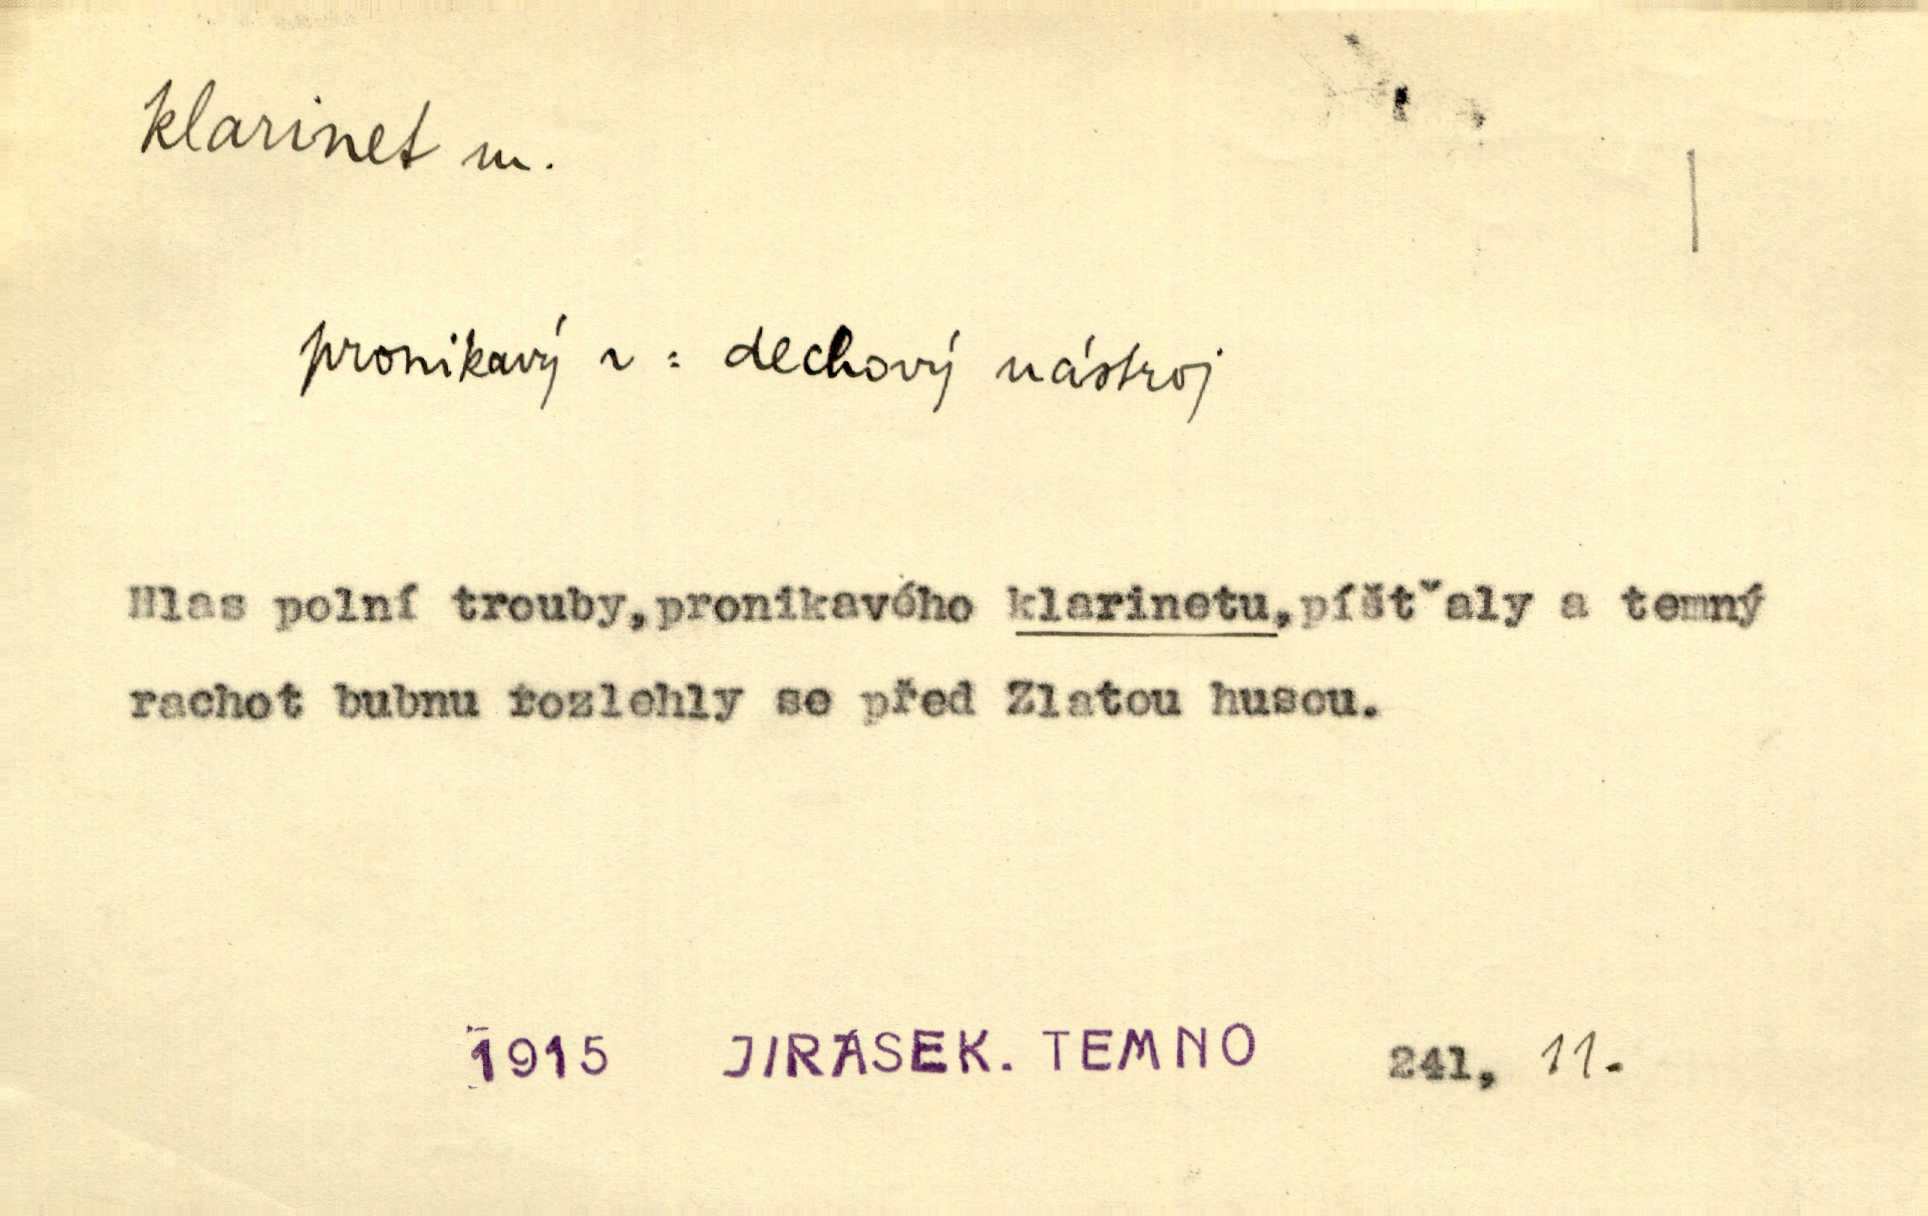 klarinet m.
pronikavý ~ = dechový nástroj
Hlas polní trouby,pronikavého klarinetu,píštˇaly a temný
rachot bubnu rozlehly se před Zlatou husou.
1915 JIRÁSEK. TEMNO 241, 11.